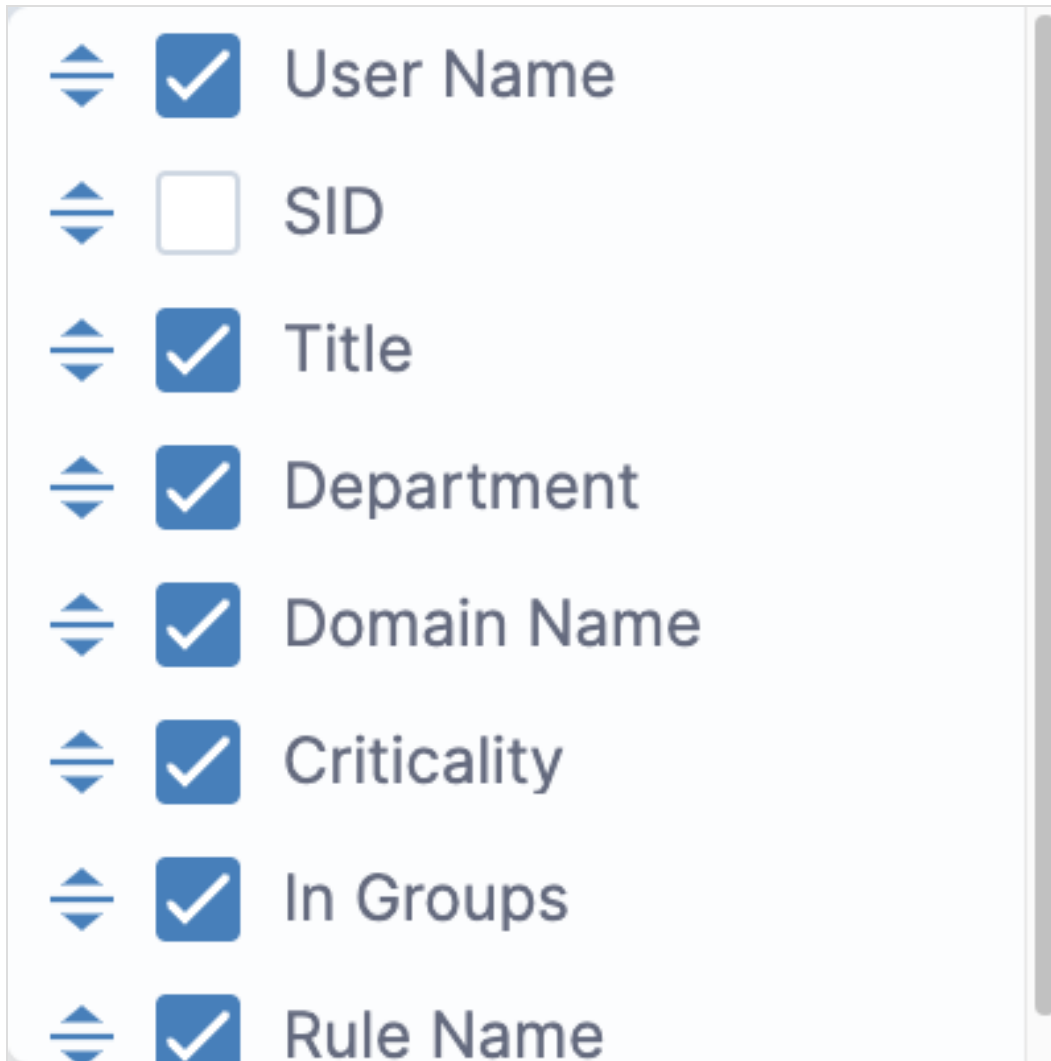 User Name
SID
Title
Department
Domain Name
Criticality
In Groups
Rule Name